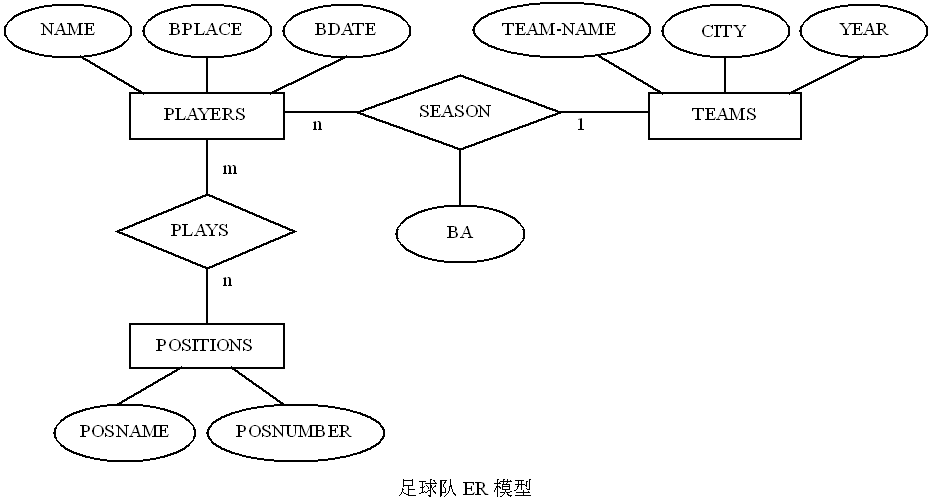 NAME BPLACE BDATE TEAM-NAME CITY YEAR
PLAYERS n SEASON 1 TEAMS
m
PLAYS BA
n
POSITIONS
POSNAME POSNUMBER
足球队 ER 模型